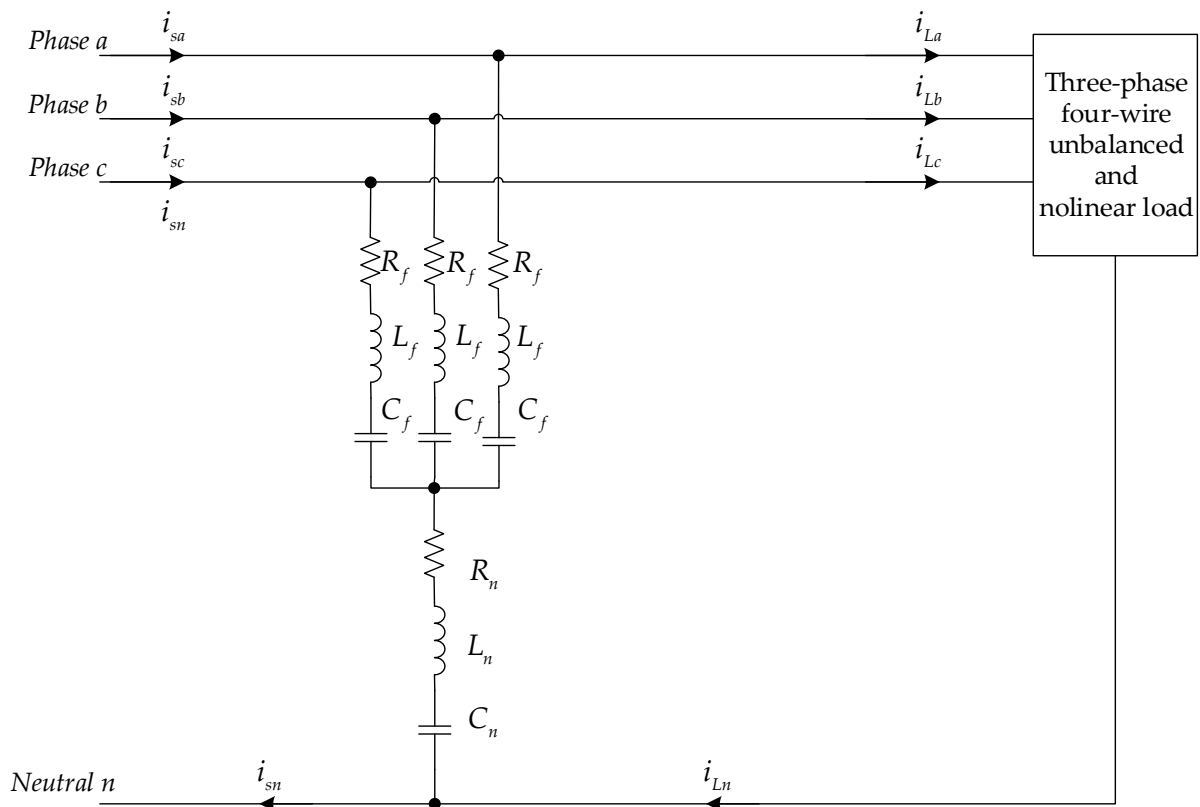 Phase a
i_sa
i_La
Phase b
i_sb
i_Lb
Phase c
i_sc
i_Lc
i_sn
Three-phase
four-wire
unbalanced
and
nolinear load
R_f R_f R_f
L_f L_f L_f
C_f C_f C_f
R_n
L_n
C_n
Neutral n
i_sn
i_Ln